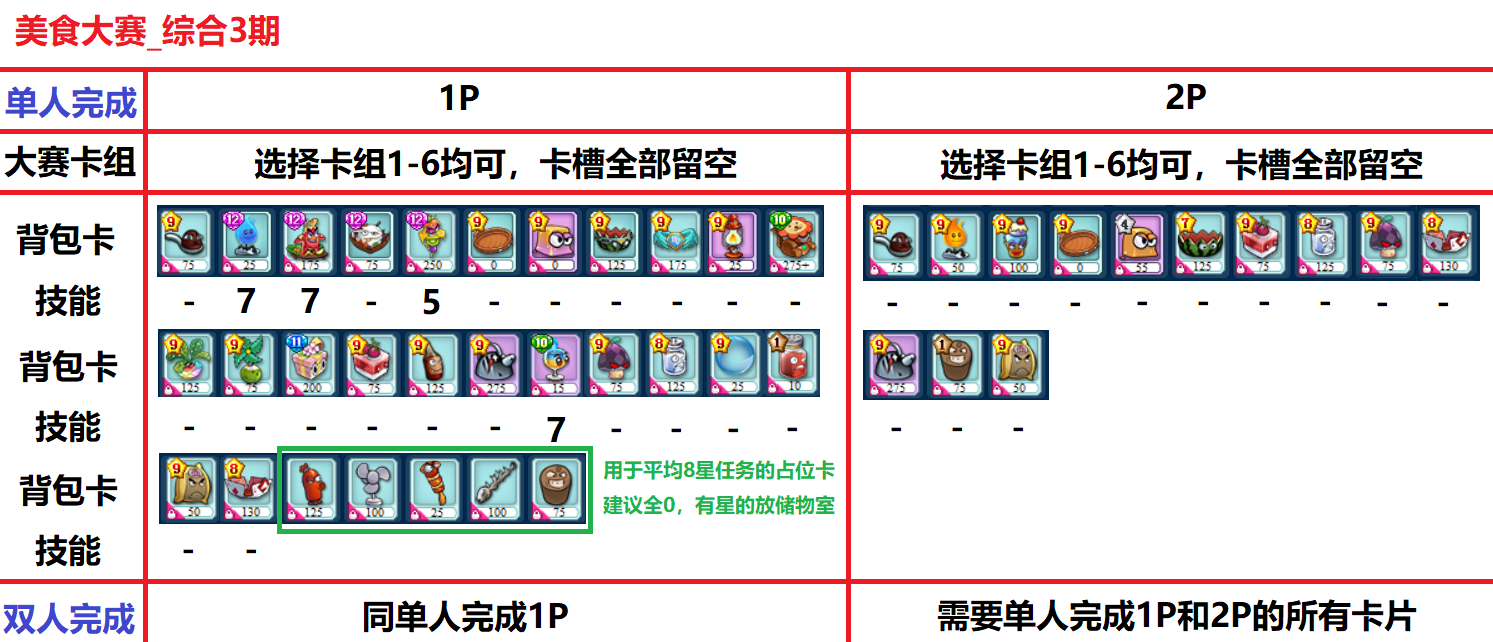 美食大赛_综合3期
单人完成 1P 2P
大赛卡组 选择卡组1-6均可，卡槽全部留空 选择卡组1-6均可，卡槽全部留空
背包卡 9 12 12 12 12 9 9 9 9 9 10 9 9 9 9 4 7 9 8 9 8
75 25 175 75 250 0 0 125 175 25 275+ 75 50 100 0 55 125 75 125 75 130
技能 - 7 7 - 5 - - - - - - - - - - - - - - - -
背包卡 9 9 11 9 9 9 10 9 8 9 1 9 1 9
125 75 200 75 125 275 15 75 125 25 10 275 75 50
技能 - - - - - - 7 - - - - - - -
背包卡 9 8 用于平均8星任务的占位卡
建议全0，有星的放储物室
50 130 125 100 25 100 75
技能 - -
双人完成 同单人完成1P 需要单人完成1P和2P的所有卡片